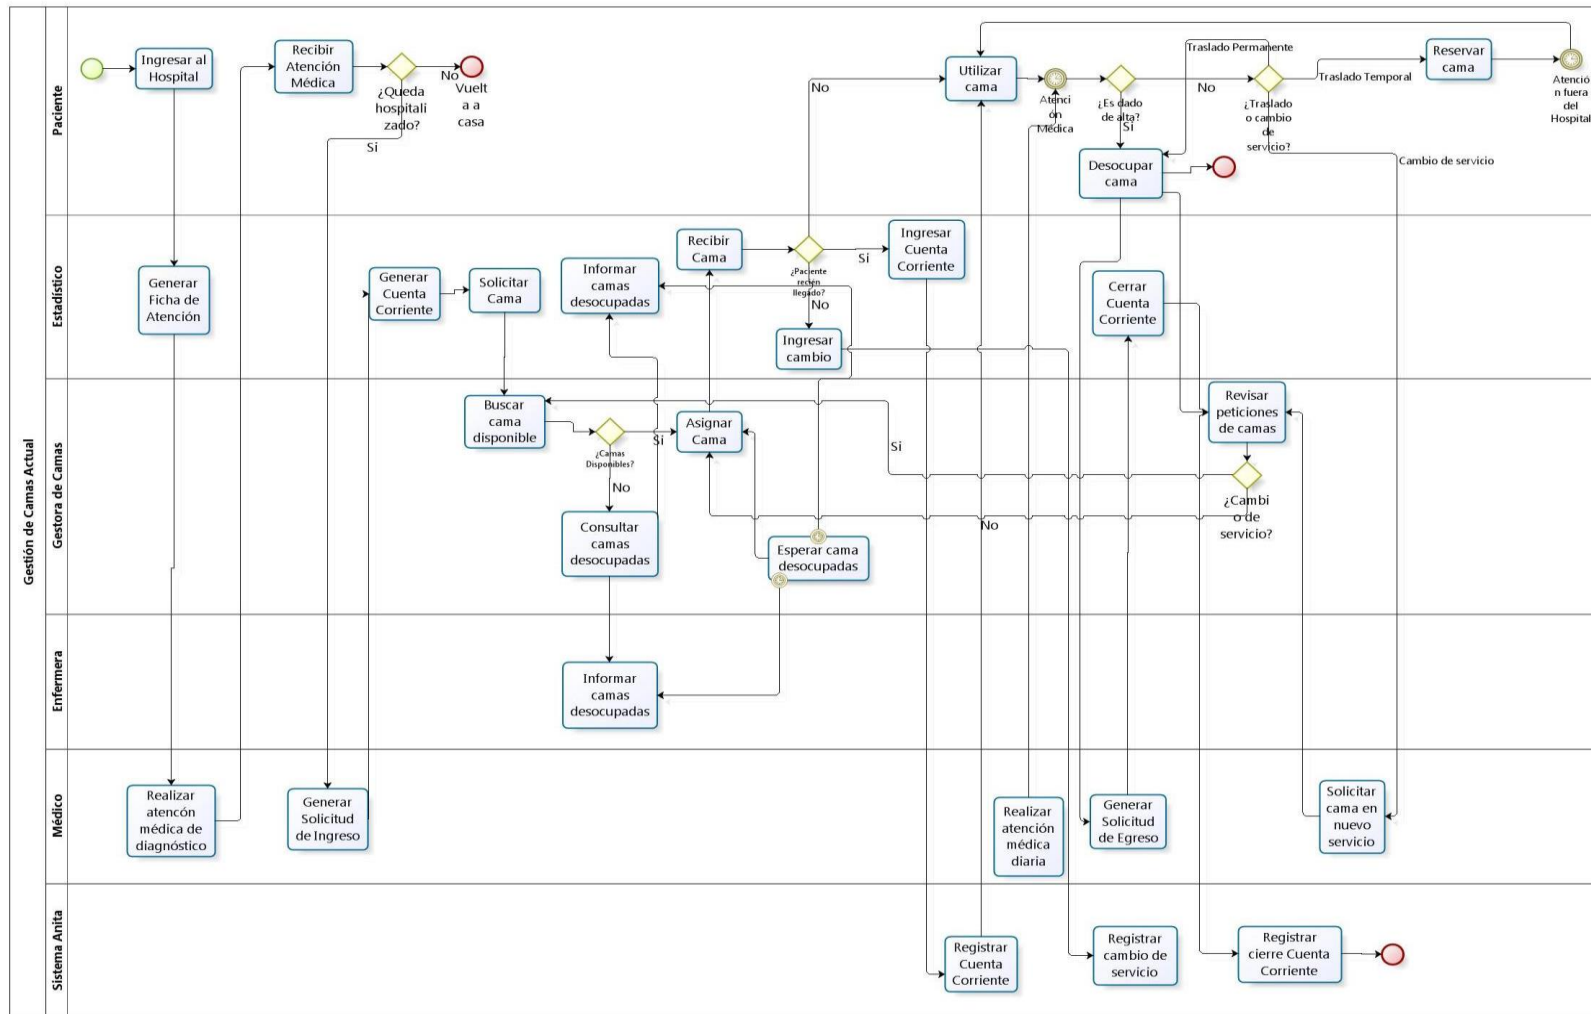 Gestión de Camas Actual
Paciente
Ingresar al
Hospital
Recibir
Atención
Médica
¿Queda
hospitali
zado?
No
Si
Vuelt
a a
casa
Utilizar
cama
Atenci
ón
Médica
¿Es dado
de alta?
Si
No
Traslado Permanente
¿Traslado
o cambio
de
servicio?
Traslado Temporal
Cambio de servicio
Reservar
cama
Atenció
n fuera
del
Hospital
Desocupar
cama
Estadístico
Generar
Ficha de
Atención
Generar
Cuenta
Corriente
Solicitar
Cama
Informar
camas
desocupadas
Recibir
Cama
¿Paciente
recién
llegado?
No
Si
No
Ingresar
Cuenta
Corriente
Ingresar
cambio
Cerrar
Cuenta
Corriente
Gestora de Camas
Buscar
cama
disponible
¿Camas
Disponibles?
Si
No
Asignar
Cama
Consultar
camas
desocupadas
Esperar cama
desocupadas
Revisar
peticiones
de camas
¿Cambi
o de
servicio?
Si
No
Enfermera
Informar
camas
desocupadas
Médico
Realizar
atencón
médica de
diagnóstico
Generar
Solicitud
de Ingreso
Realizar
atención
médica
diaria
Generar
Solicitud
de Egreso
Solicitar
cama en
nuevo
servicio
Sistema Anita
Registrar
Cuenta
Corriente
Registrar
cambio de
servicio
Registrar
cierre Cuenta
Corriente